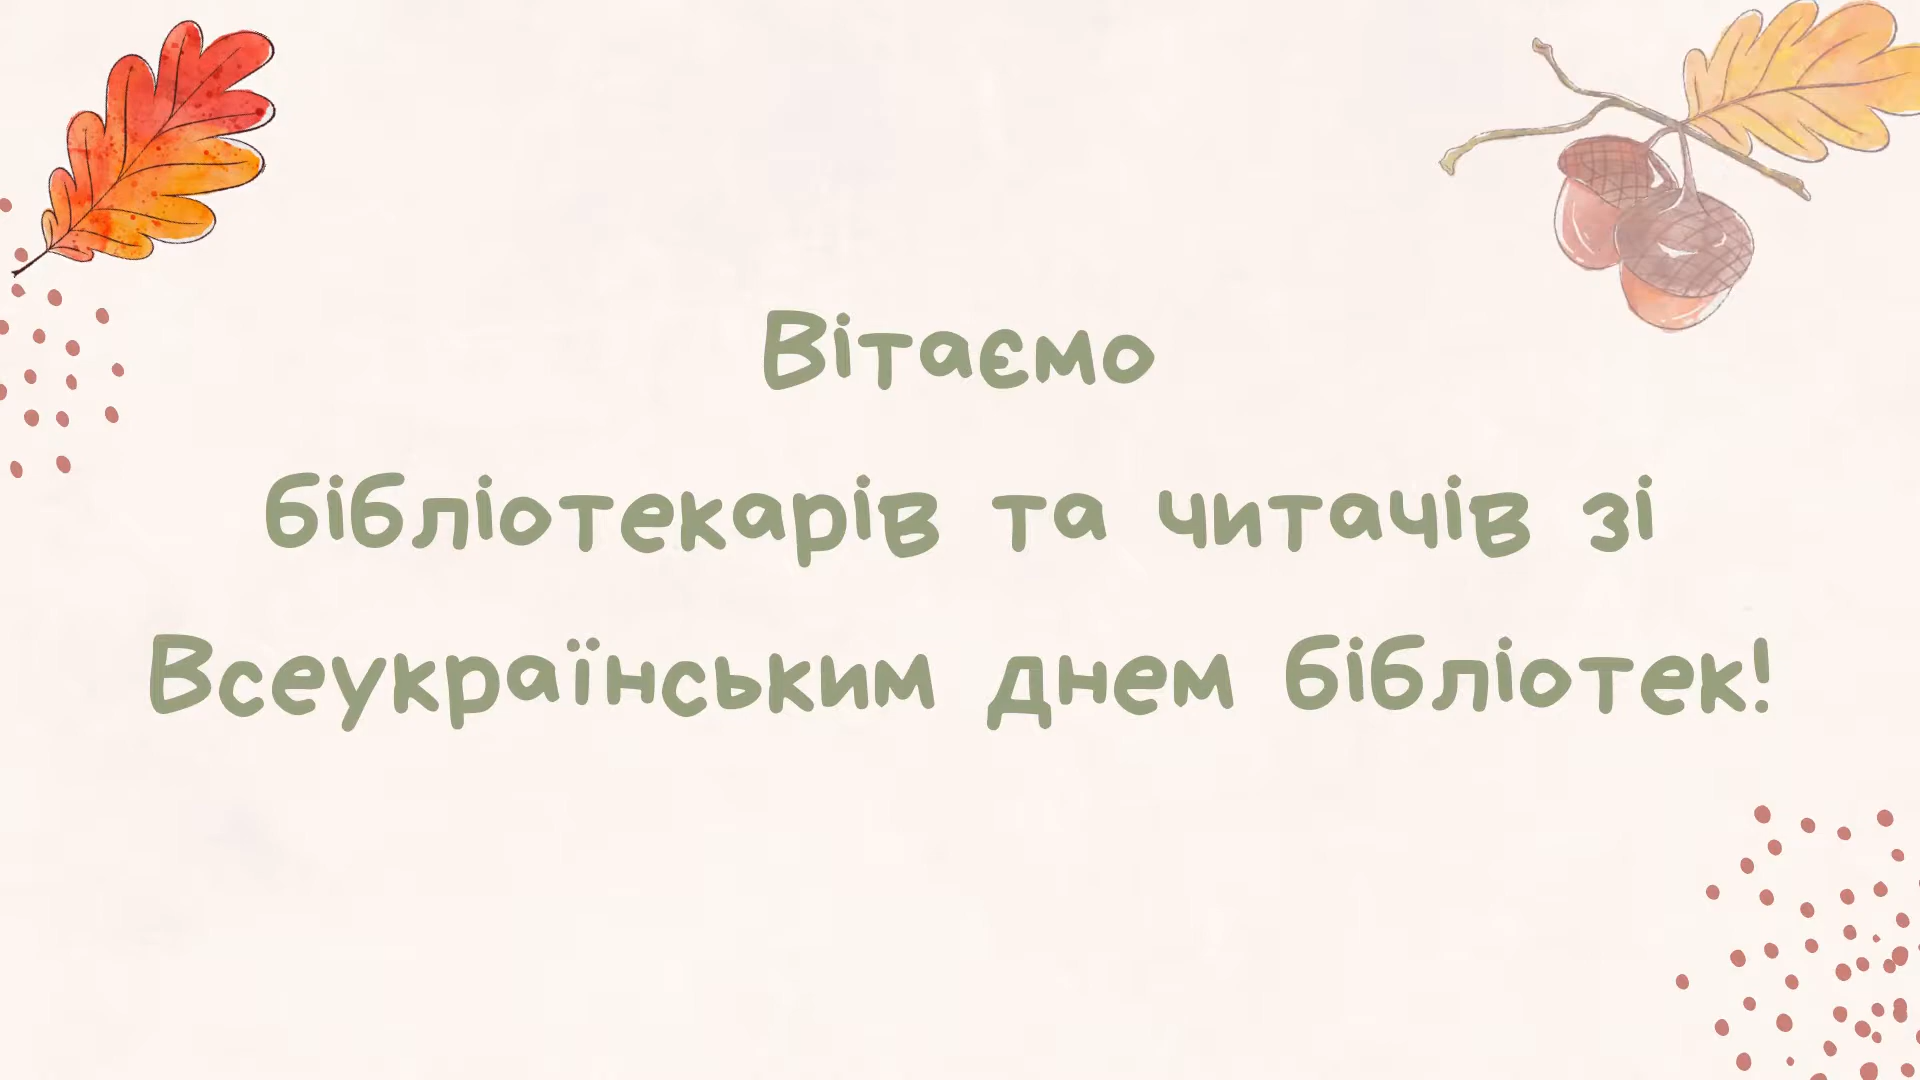 Вітаємо
бібліотекарів та читачів зі
Всеукраїнським днем бібліотек!